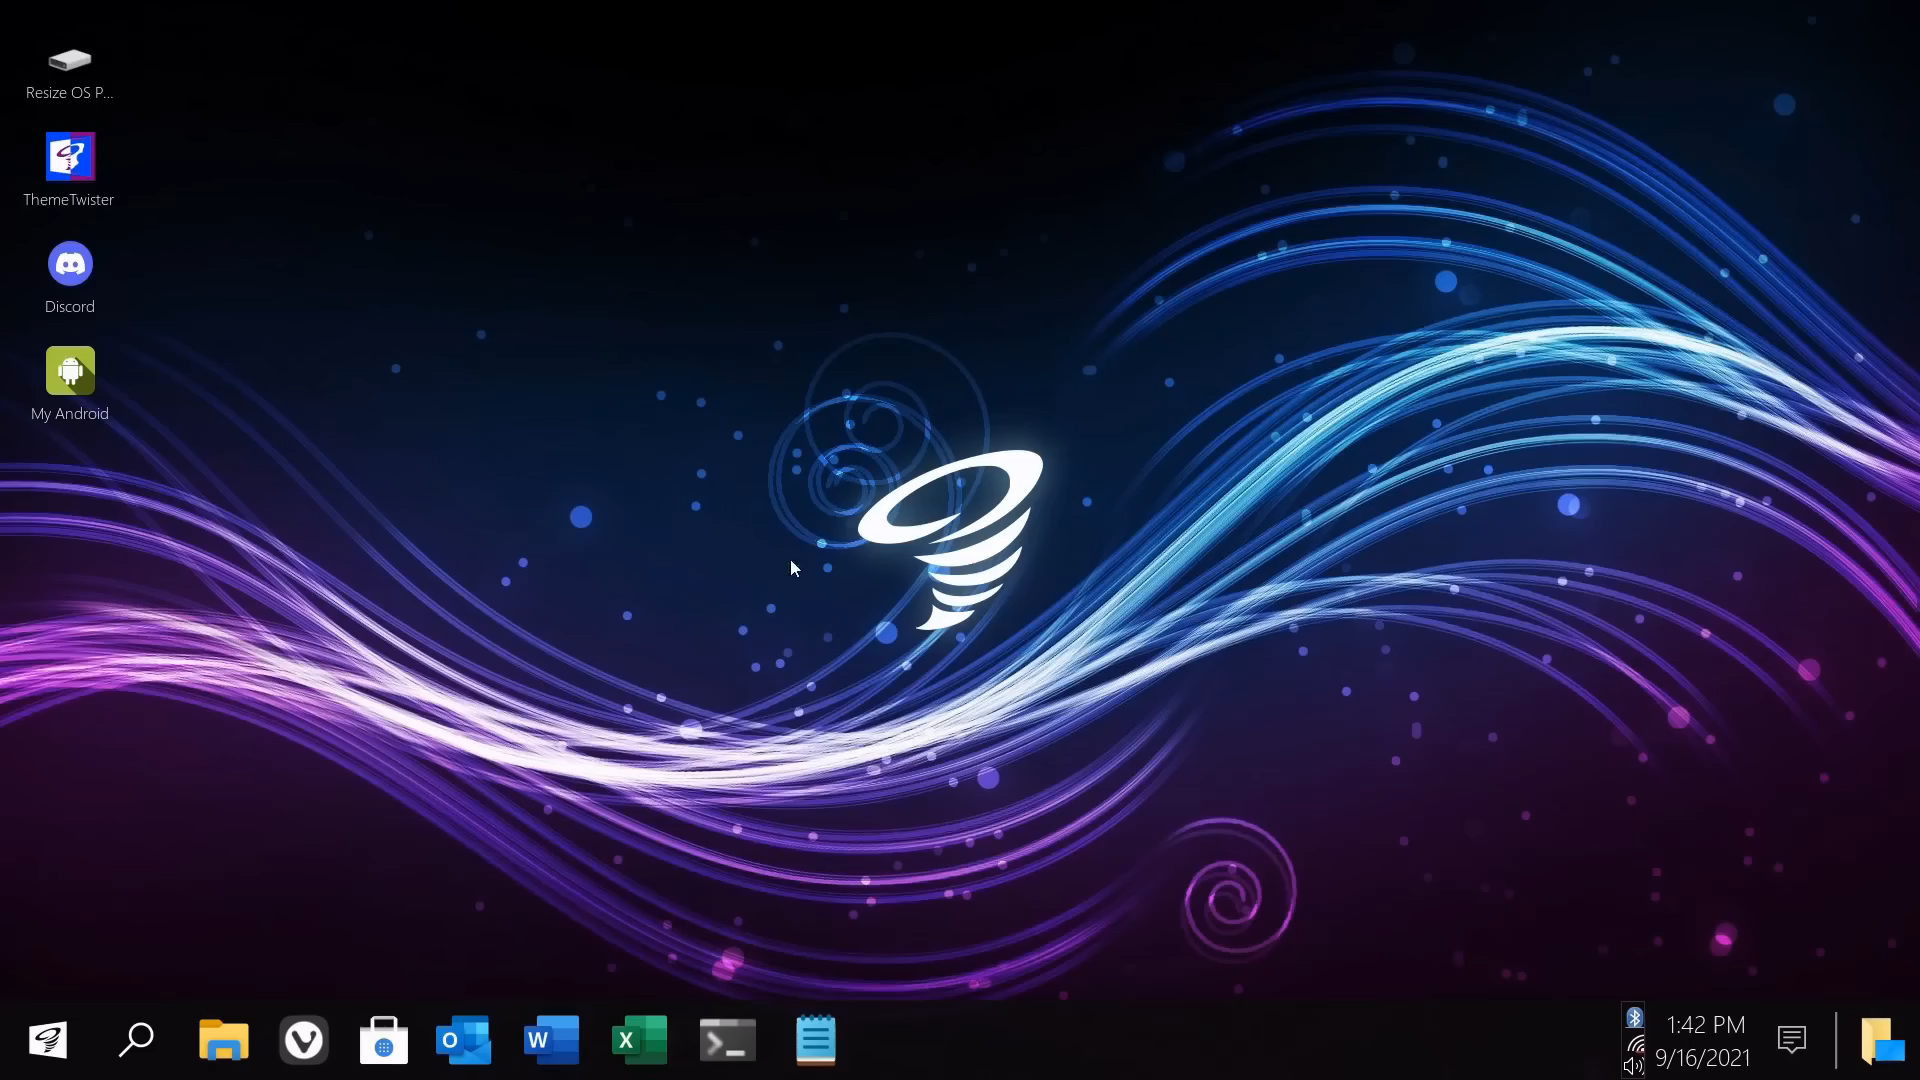 Resize OS P...
ThemeTwister
Discord
My Android
O
W
X
>_
1:42 PM
9/16/2021